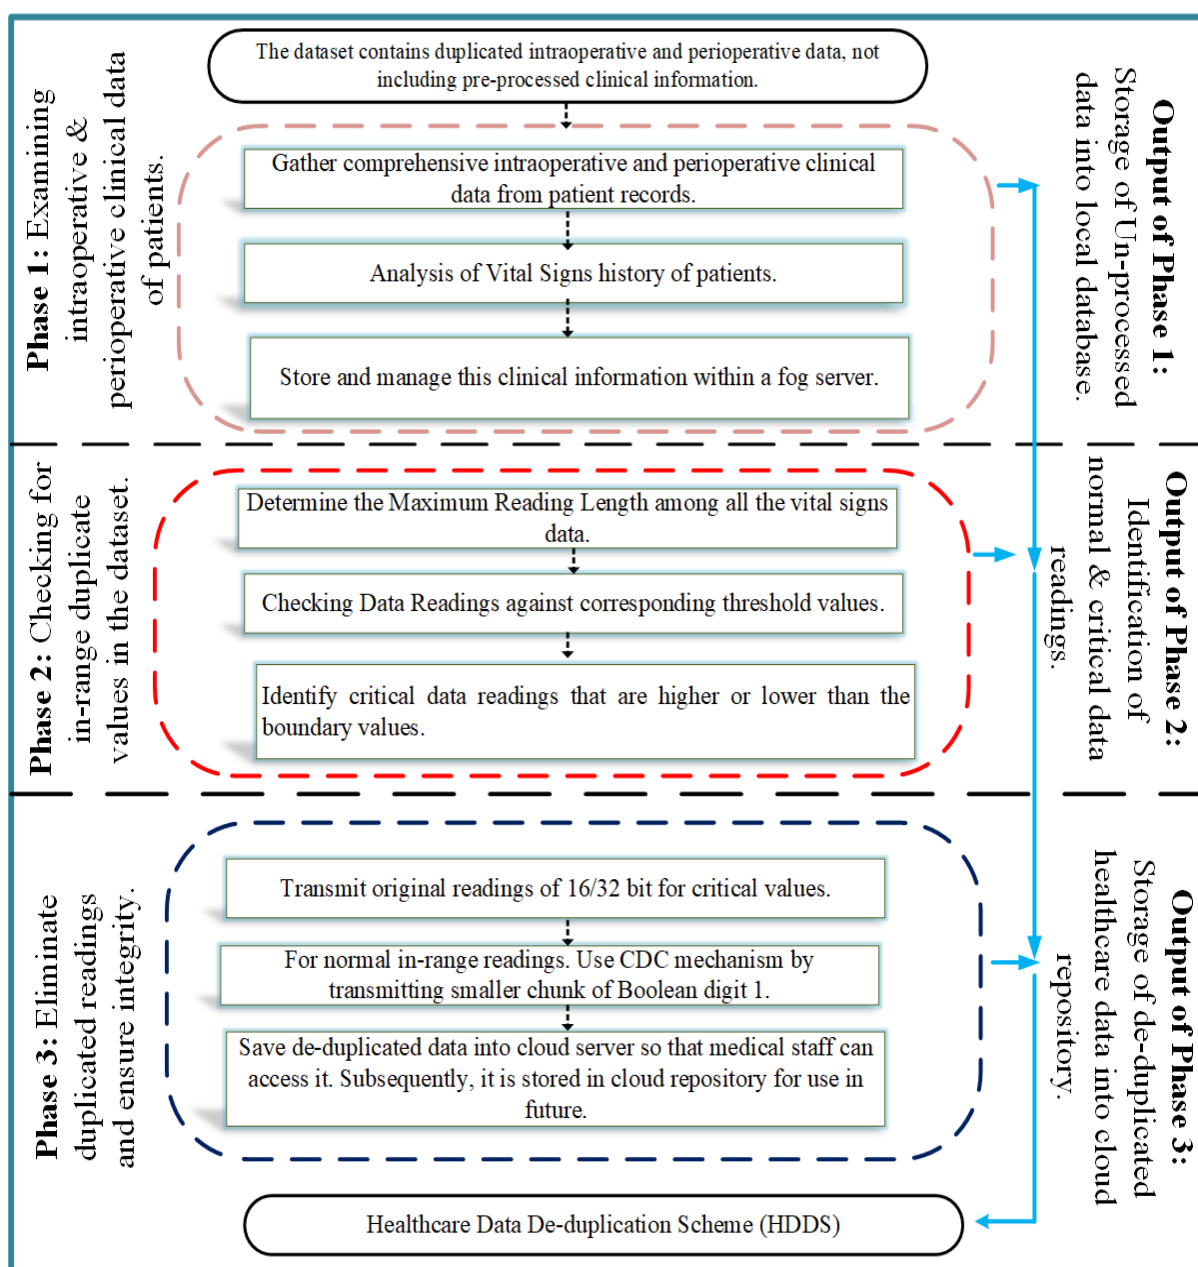 The dataset contains duplicated intraoperative and perioperative data, not
including pre-processed clinical information.
Phase 1: Examining
intraoperative &
perioperative clinical data
of patients.
Gather comprehensive intraoperative and perioperative clinical
data from patient records.
Analysis of Vital Signs history of patients.
Store and manage this clinical information within a fog server.
Output of Phase 1:
Storage of Un-processed
data into local database.
Phase 2: Checking for
in-range duplicate
values in the dataset.
Determine the Maximum Reading Length among all the vital signs
data.
Checking Data Readings against corresponding threshold values.
Identify critical data readings that are higher or lower than the
boundary values.
Output of Phase 2:
Identification of
normal & critical data
readings.
Phase 3: Eliminate
duplicated readings
and ensure integrity.
Transmit original readings of 16/32 bit for critical values.
For normal in-range readings. Use CDC mechanism by
transmitting smaller chunk of Boolean digit 1.
Save de-duplicated data into cloud server so that medical staff can
access it. Subsequently, it is stored in cloud repository for use in
future.
Output of Phase 3:
Storage of de-duplicated
healthcare data into cloud
repository.
Healthcare Data De-duplication Scheme (HDDS)